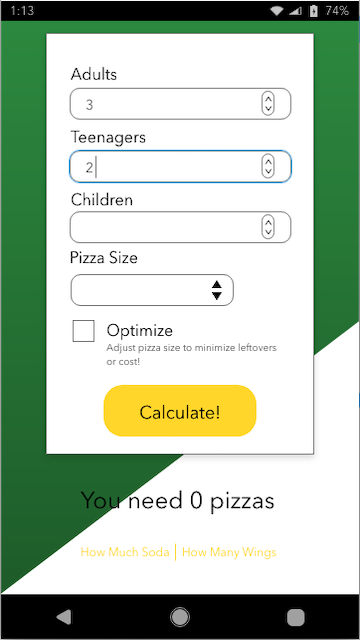 1:13
74%
Adults
3
Teenagers
2
Children
Pizza Size
Optimize
Adjust pizza size to minimize leftovers
or cost!
Calculate!
You need 0 pizzas
How Much Soda | How Many Wings